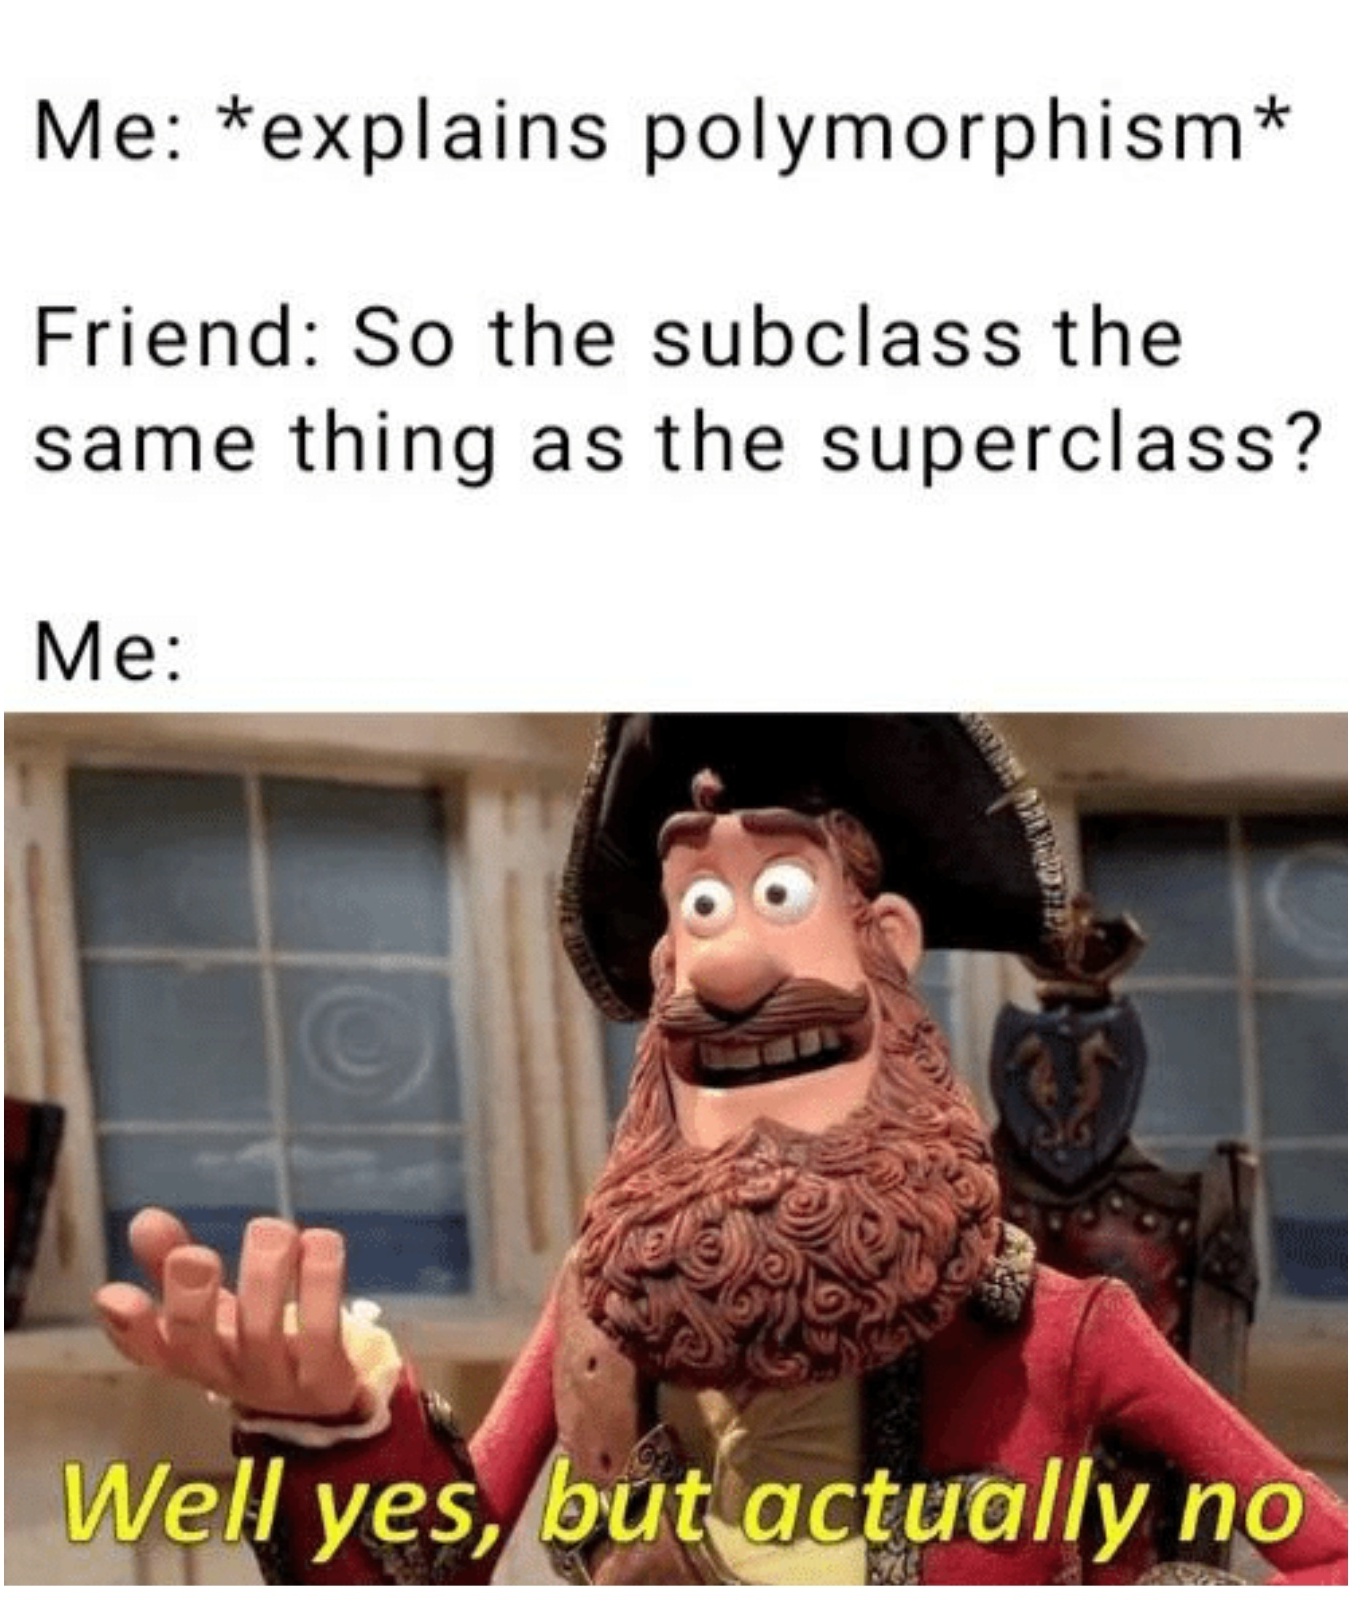 Me: *explains polymorphism*
Friend: So the subclass the
same thing as the superclass?
Me:
Well yes, but actually no